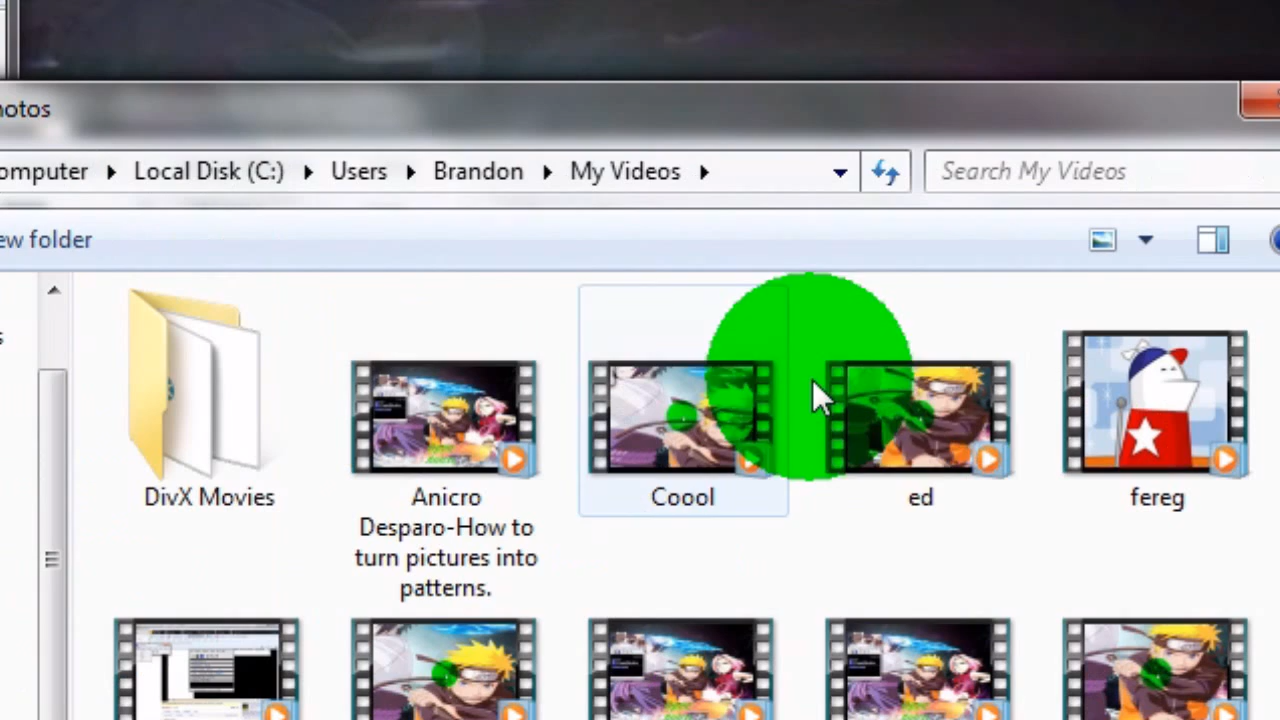 hotos
omputer ▶ Local Disk (C:) ▶ Users ▶ Brandon ▶ My Videos ▶
Search My Videos
ew folder
DivX Movies
Anicro
Desparo-How to
turn pictures into
patterns.
Coool
ed
fereg